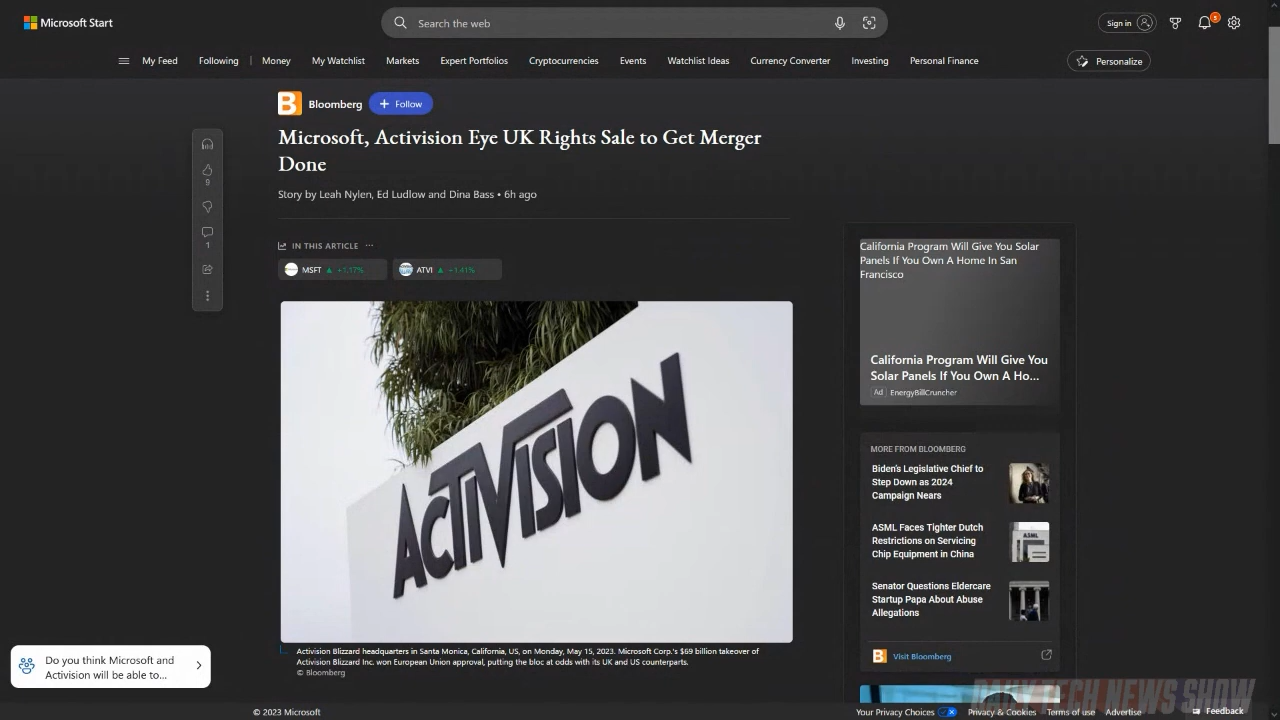 Microsoft Start
Search the web
Sign in
5
My Feed
Following
Money
My Watchlist
Markets
Expert Portfolios
Cryptocurrencies
Events
Watchlist Ideas
Currency Converter
Investing
Personal Finance
Personalize
B
Bloomberg
+ Follow
Microsoft, Activision Eye UK Rights Sale to Get Merger
Done
Story by Leah Nylen, Ed Ludlow and Dina Bass • 6h ago
9
1
IN THIS ARTICLE ...
MSFT ▲ +1.17%
ATVI ▲ +1.41%
ACTIVISION
Activision Blizzard headquarters in Santa Monica, California, US, on Monday, May 15, 2023. Microsoft Corp.'s $69 billion takeover of
Activision Blizzard Inc. won European Union approval, putting the bloc at odds with its UK and US counterparts.
© Bloomberg
California Program Will Give You Solar
Panels If You Own A Home In San
Francisco
California Program Will Give You
Solar Panels If You Own A Ho...
Ad EnergyBillCruncher
MORE FROM BLOOMBERG
Biden's Legislative Chief to
Step Down as 2024
Campaign Nears
ASML Faces Tighter Dutch
Restrictions on Servicing
Chip Equipment in China
ASML
Senator Questions Eldercare
Startup Papa About Abuse
Allegations
B
Visit Bloomberg
Do you think Microsoft and
Activision will be able to...
DAILY TECH NEWS SHOW
© 2023 Microsoft
Your Privacy Choices
Privacy & Cookies
Terms of use
Advertise
Feedback